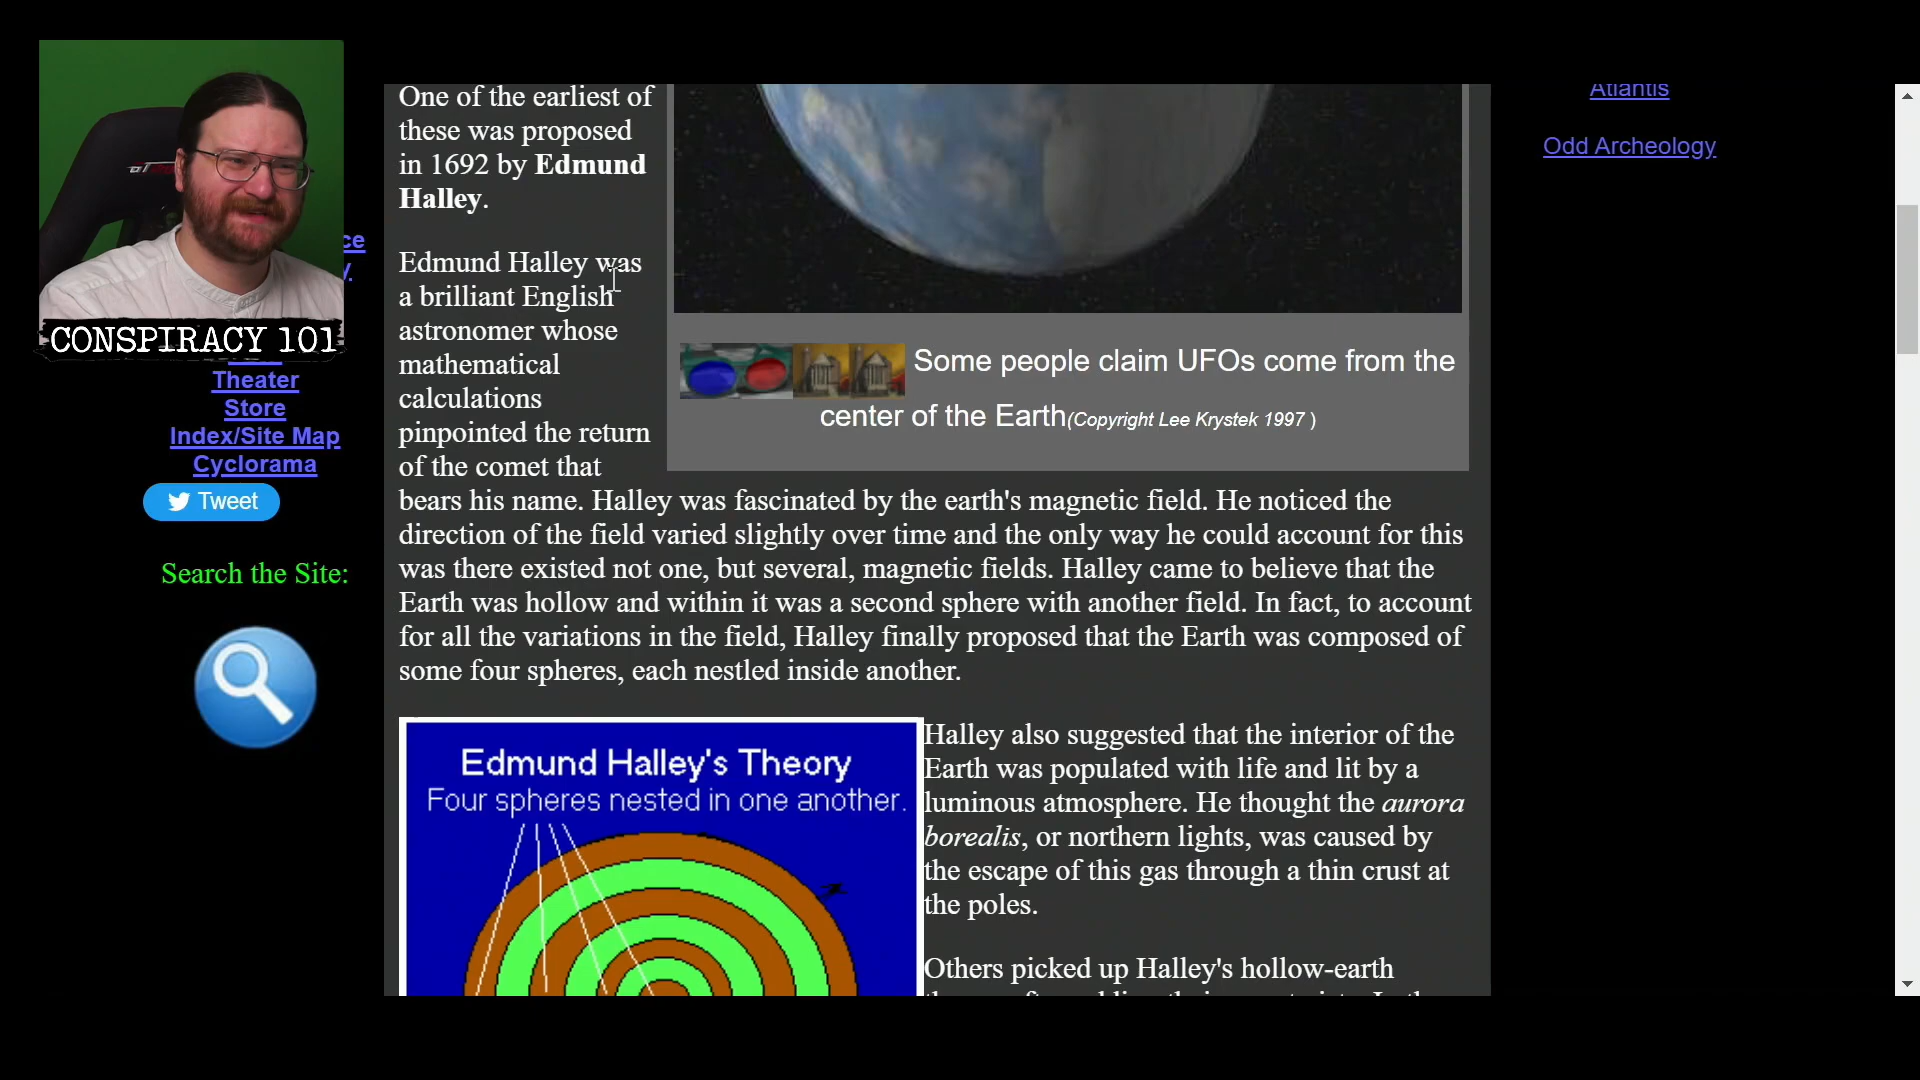 CONSPIRACY 101
Theater
Store
Index/Site Map
Cyclorama
Tweet
Search the Site:
One of the earliest of
these was proposed
in 1692 by Edmund
Halley.
Edmund Halley was
a brilliant English
astronomer whose
mathematical
calculations
pinpointed the return
of the comet that
bears his name. Halley was fascinated by the earth's magnetic field. He noticed the
direction of the field varied slightly over time and the only way he could account for this
was there existed not one, but several, magnetic fields. Halley came to believe that the
Earth was hollow and within it was a second sphere with another field. In fact, to account
for all the variations in the field, Halley finally proposed that the Earth was composed of
some four spheres, each nestled inside another.
Some people claim UFOs come from the
center of the Earth(Copyright Lee Krystek 1997 )
Edmund Halley's Theory
Four spheres nested in one another.
Halley also suggested that the interior of the
Earth was populated with life and lit by a
luminous atmosphere. He thought the aurora
borealis, or northern lights, was caused by
the escape of this gas through a thin crust at
the poles.
Others picked up Halley's hollow-earth
Atlantis
Odd Archeology